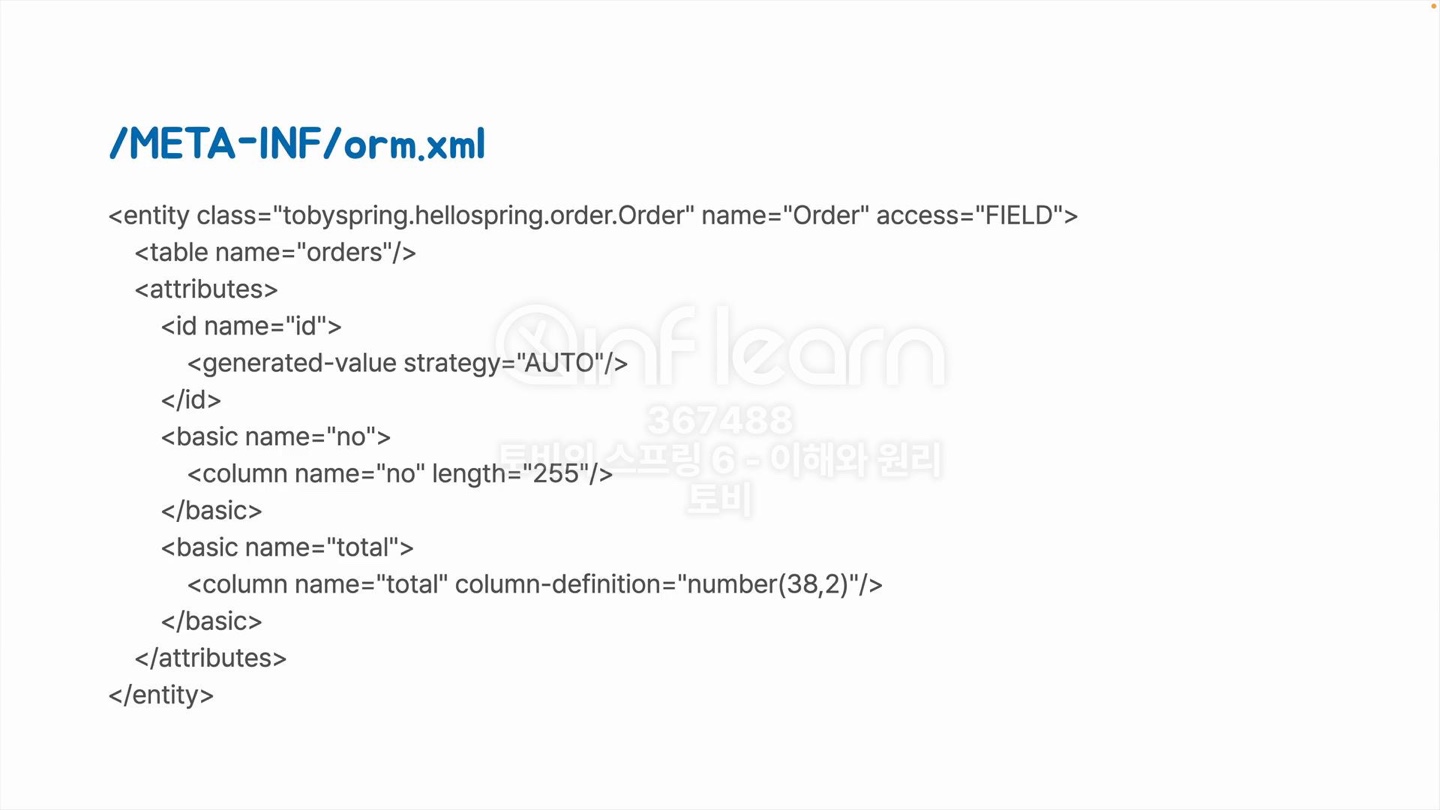 /META-INF/orm.xml
<entity class="tobyspring.hellospring.order.Order" name="Order" access="FIELD">
<table name="orders"/>
<attributes>
<id name="id">
<generated-value strategy="AUTO"/>
</id>
<basic name="no">
<column name="no" length="255"/>
</basic>
<basic name="total">
<column name="total" column-definition="number(38,2)"/>
</basic>
</attributes>
</entity>
inflearn
367488
토비의 스프링 6 - 이해와 원리
토비